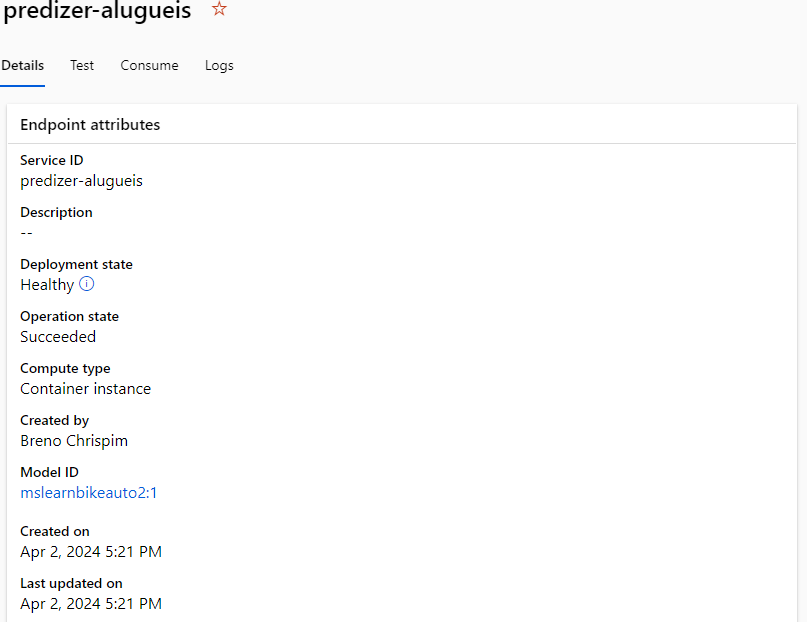 predizer-alugueis
Details Test Consume Logs
Endpoint attributes
Service ID
predizer-alugueis
Description
--
Deployment state
Healthy
Operation state
Succeeded
Compute type
Container instance
Created by
Breno Chrispim
Model ID
mslearnbikeauto2:1
Created on
Apr 2, 2024 5:21 PM
Last updated on
Apr 2, 2024 5:21 PM